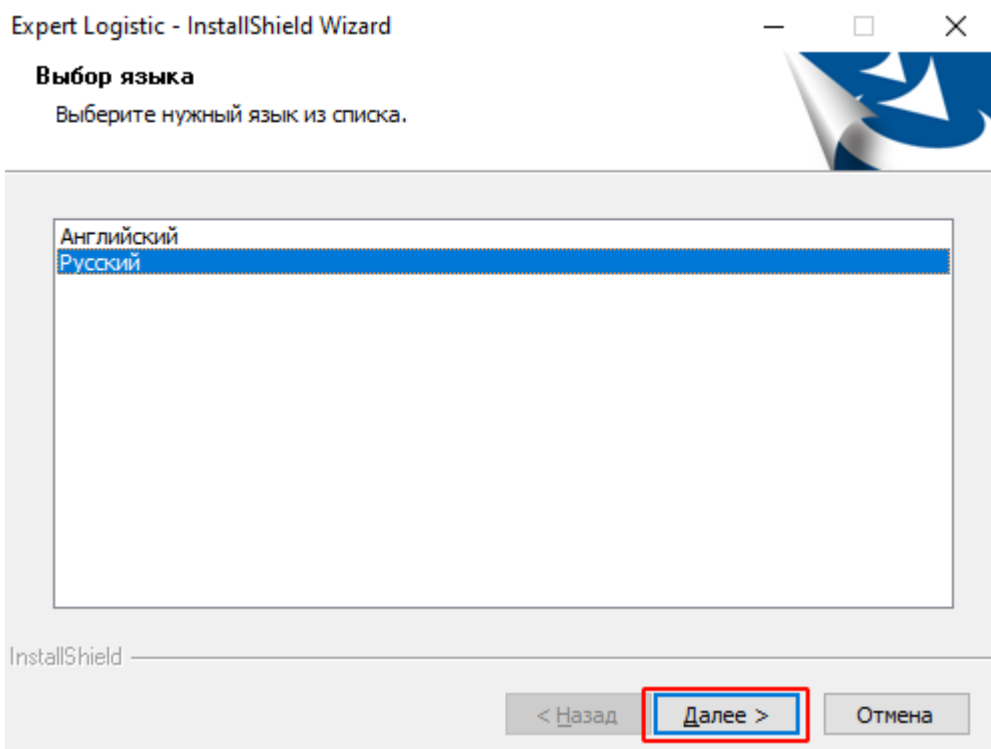 Expert Logistic - InstallShield Wizard
Выбор языка
Выберите нужный язык из списка.
Английский
Русский
InstallShield
< Назад
Далее >
Отмена